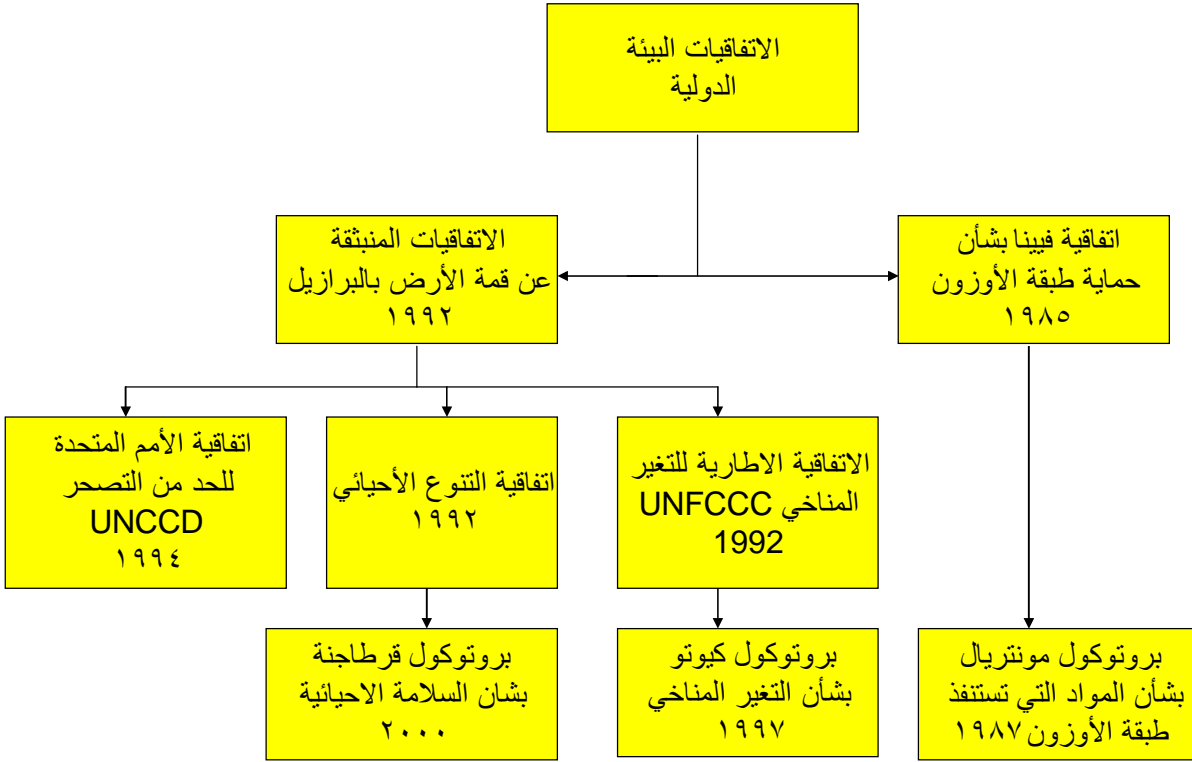 الاتفاقيات البيئة
الدولية
اتفاقية فيينا بشأن
حماية طبقة الأوزون
١٩٨٥
الاتفاقيات المنبثقة
عن قمة الأرض بالبرازيل
١٩٩٢
الاتفاقية الاطارية للتغير
المناخي UNFCCC
1992
اتفاقية التنوع الأحيائي
١٩٩٢
اتفاقية الأمم المتحدة
للحد من التصحر
UNCCD
١٩٩٤
بروتوكول مونتريال
بشأن المواد التي تستنفذ
طبقة الأوزون ١٩٨٧
بروتوكول كيوتو
بشأن التغير المناخي
١٩٩٧
بروتوكول قرطاجنة
بشان السلامة الاحيائية
٢٠٠٠